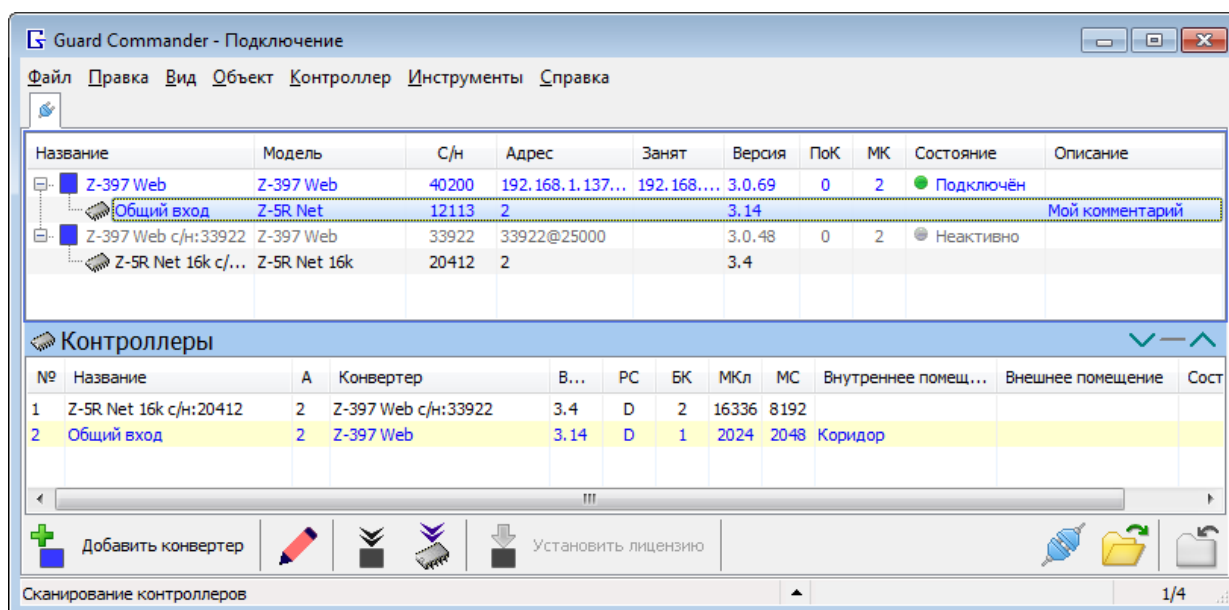 Guard Commander - Подключение
Файл Правка Вид Объект Контроллер Инструменты Справка
Название Модель С/н Адрес Занят Версия ПоК МК Состояние Описание
Z-397 Web Z-397 Web 40200 192.168.1.137... 192.168.... 3.0.69 0 2 Подключён
Общий вход Z-5R Net 12113 2 3.14 Мой комментарий
Z-397 Web с/н:33922 Z-397 Web 33922 33922@25000 3.0.48 0 2 Неактивно
Z-5R Net 16k с/... Z-5R Net 16k 20412 2 3.4
Контроллеры
№ Название А Конвертер В... РС БК МКл МС Внутреннее помещ... Внешнее помещение Сост
1 Z-5R Net 16k с/н:20412 2 Z-397 Web с/н:33922 3.4 D 2 16336 8192
2 Общий вход 2 Z-397 Web 3.14 D 1 2024 2048 Коридор
Добавить конвертер Установить лицензию
Сканирование контроллеров 1/4